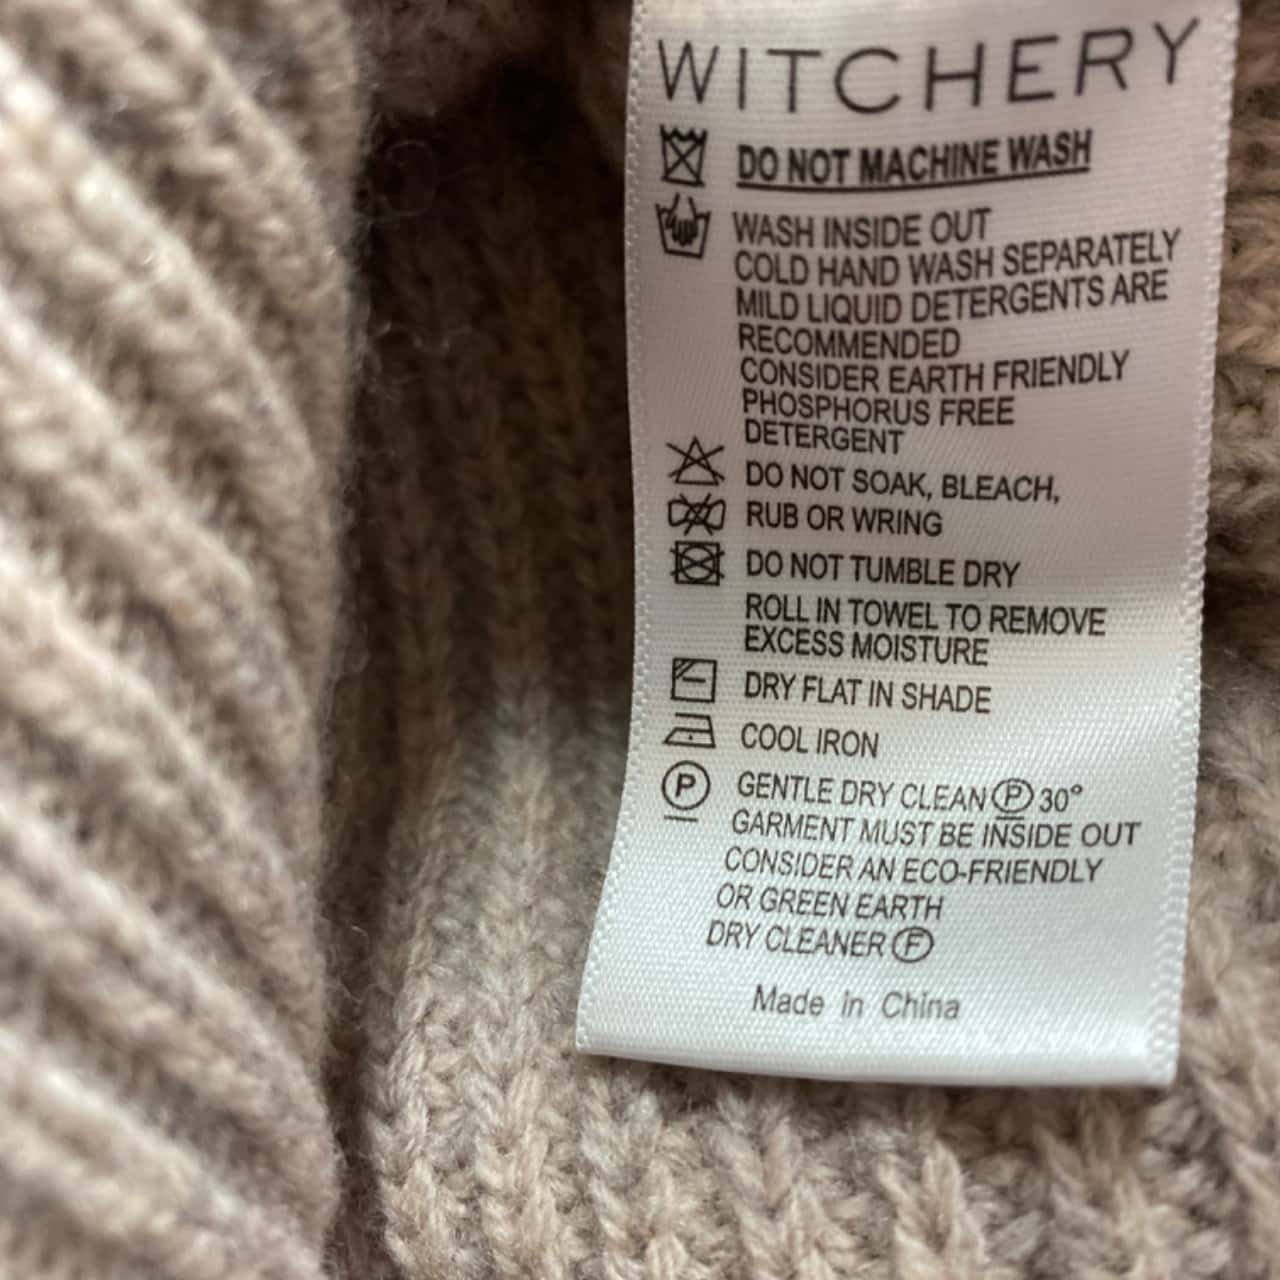 WITCHERY
DO NOT MACHINE WASH
WASH INSIDE OUT
COLD HAND WASH SEPARATELY
MILD LIQUID DETERGENTS ARE
RECOMMENDED
CONSIDER EARTH FRIENDLY
PHOSPHORUS FREE
DETERGENT
DO NOT SOAK, BLEACH,
RUB OR WRING
DO NOT TUMBLE DRY
ROLL IN TOWEL TO REMOVE
EXCESS MOISTURE
DRY FLAT IN SHADE
COOL IRON
P GENTLE DRY CLEAN Ⓟ 30°
GARMENT MUST BE INSIDE OUT
CONSIDER AN ECO-FRIENDLY
OR GREEN EARTH
DRY CLEANER Ⓕ
Made in China